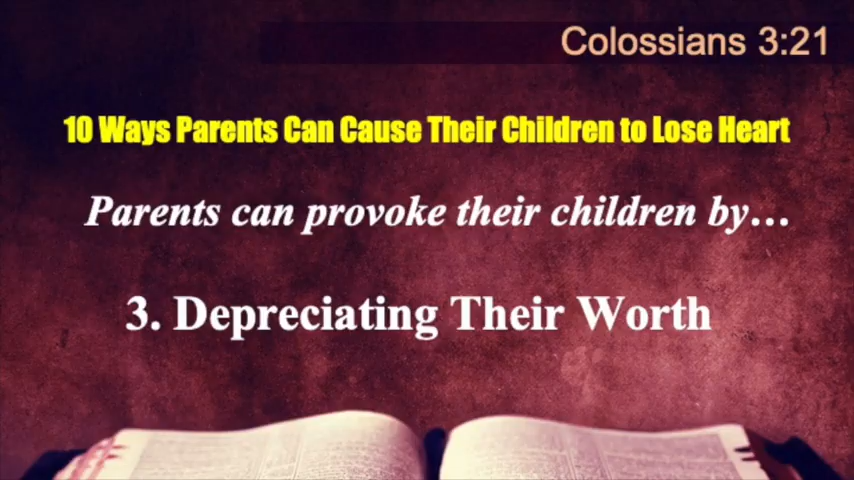 Colossians 3:21
10 Ways Parents Can Cause Their Children to Lose Heart
Parents can provoke their children by…
3. Depreciating Their Worth